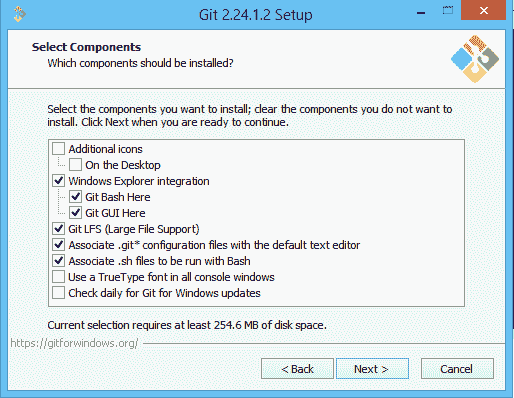 Git 2.24.1.2 Setup
Select Components
Which components should be installed?
Select the components you want to install; clear the components you do not want to
install. Click Next when you are ready to continue.
Additional icons
On the Desktop
Windows Explorer integration
Git Bash Here
Git GUI Here
Git LFS (Large File Support)
Associate .git* configuration files with the default text editor
Associate .sh files to be run with Bash
Use a TrueType font in all console windows
Check daily for Git for Windows updates
Current selection requires at least 254.6 MB of disk space.
https://gitforwindows.org/
< Back
Next >
Cancel